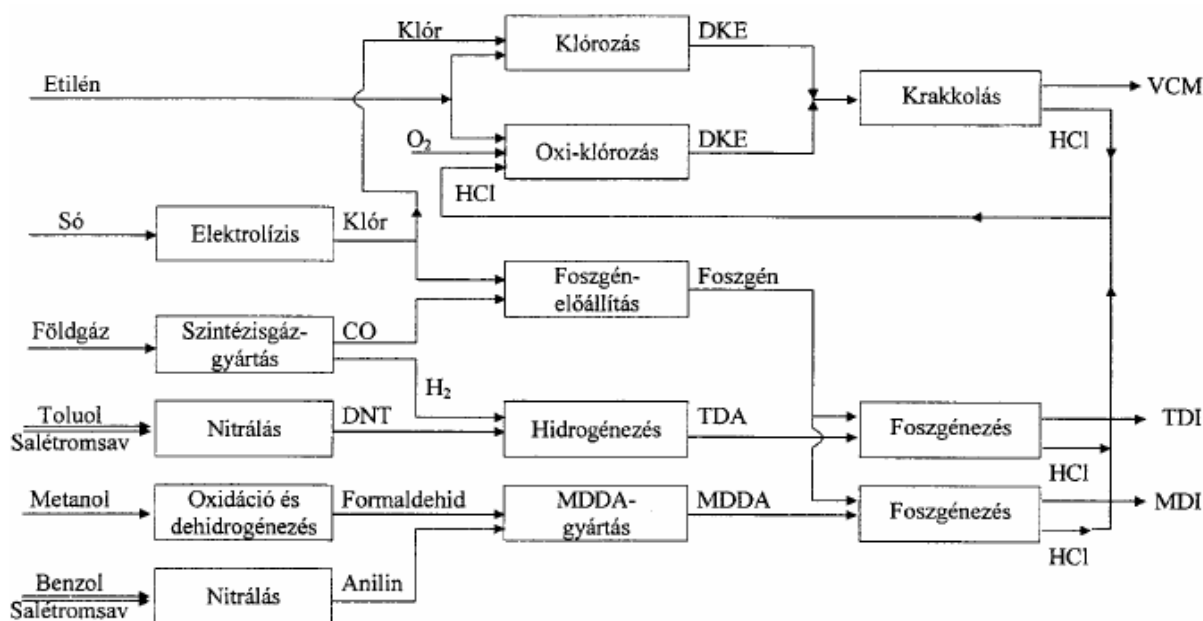 Klór
Klórozás
DKE
Etilén
Krakkolás
VCM
O₂
Oxi-klórozás
DKE
HCl
HCl
Só
Elektrolízis
Klór
Foszgén-
előállítás
Foszgén
Földgáz
Szintézisgáz-
gyártás
CO
H₂
Toluol
Salétromsav
Nitrálás
DNT
Hidrogénezés
TDA
Foszgénezés
TDI
HCl
Metanol
Oxidáció és
dehidrogénezés
Formaldehid
MDDA-
gyártás
MDDA
Foszgénezés
MDI
HCl
Benzol
Salétromsav
Nitrálás
Anilin